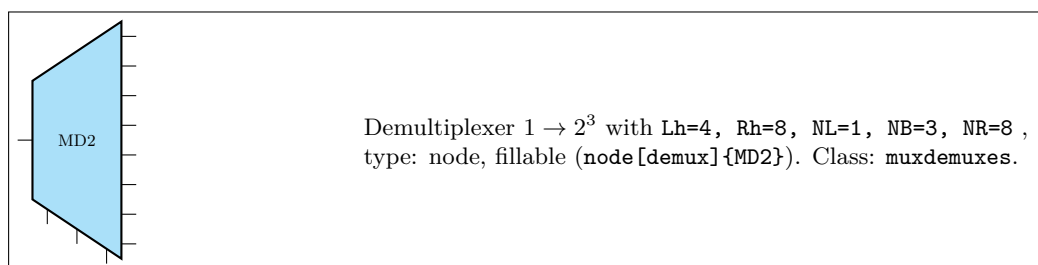 MD2
Demultiplexer 1 → 2³ with Lh=4, Rh=8, NL=1, NB=3, NR=8 ,
type: node, fillable (node[demux]{MD2}). Class: muxdemuxes.